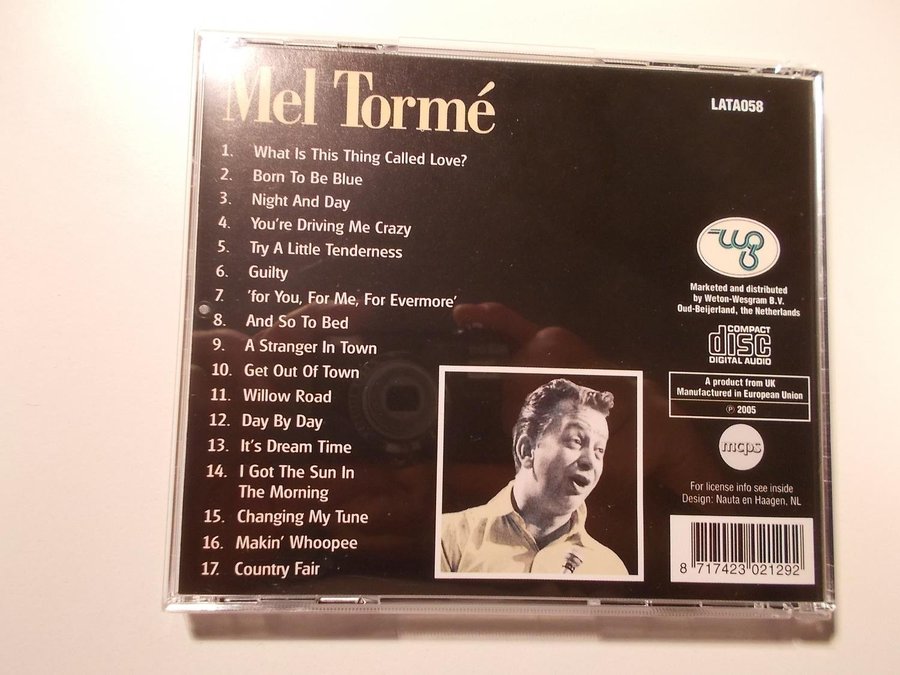 Mel Tormé
1. What Is This Thing Called Love?
2. Born To Be Blue
3. Night And Day
4. You're Driving Me Crazy
5. Try A Little Tenderness
6. Guilty
7. 'for You, For Me, For Evermore'
8. And So To Bed
9. A Stranger In Town
10. Get Out Of Town
11. Willow Road
12. Day By Day
13. It's Dream Time
14. I Got The Sun In
The Morning
15. Changing My Tune
16. Makin' Whoopee
17. Country Fair
LATA058
WG
Marketed and distributed
by Weton-Wesgram B.V.
Oud-Beijerland, the Netherlands
COMPACT
disc
DIGITAL AUDIO
A product from UK
Manufactured in European Union
℗ 2005
mcps
For license info see inside
Design: Nauta en Haagen, NL
8 717423 021292